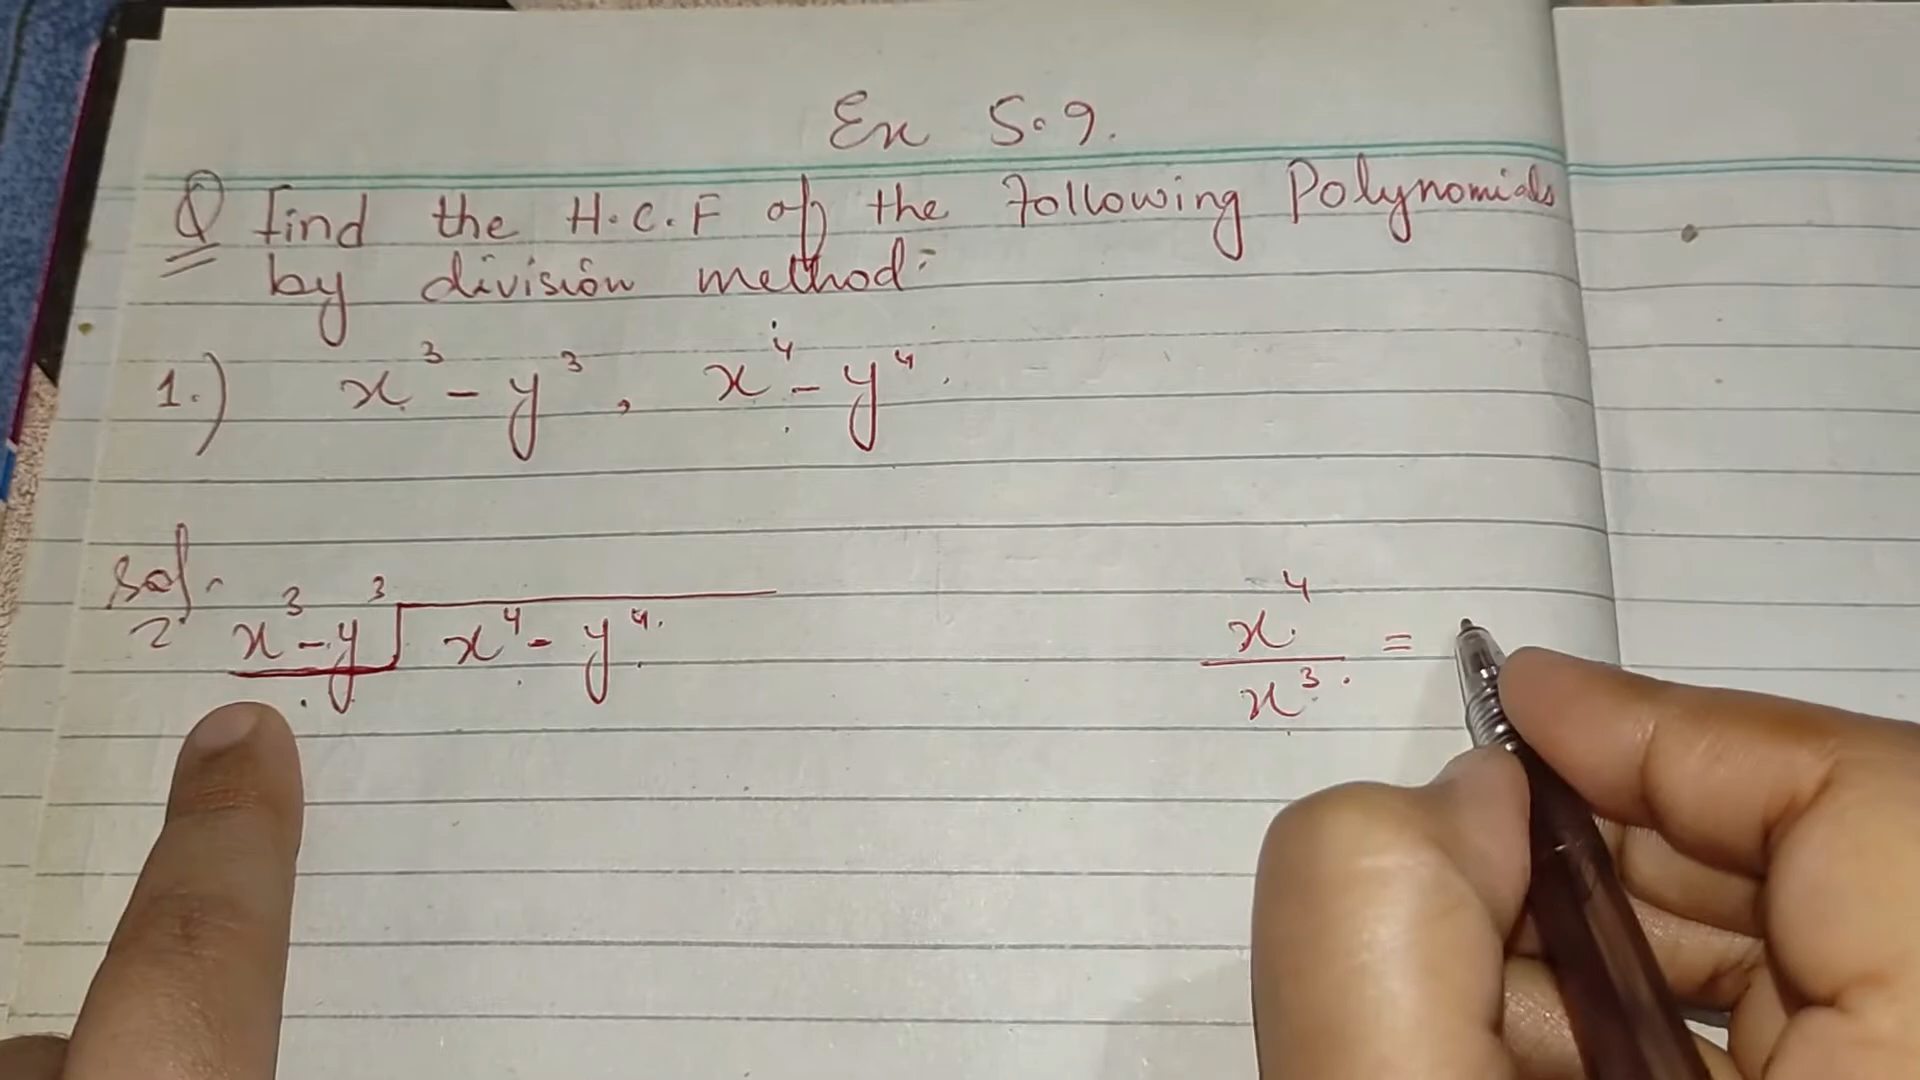 Ex 5.9.
Q find the H.C.F of the following Polynomials
by division method:
1.) x³ - y³, x⁴ - y⁴.
Sol.
x³ - y³ x⁴ - y⁴.
x⁴
=
x³.